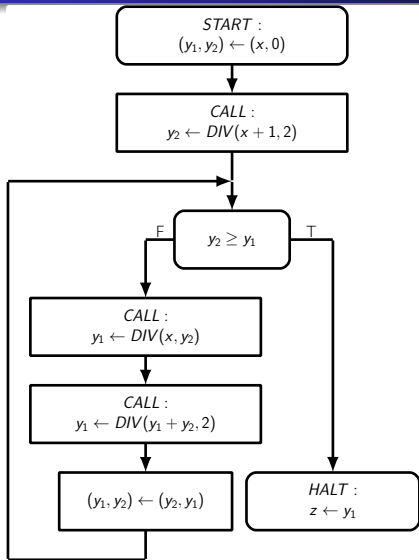 START :
(y₁, y₂) ← (x, 0)
CALL :
y₂ ← DIV(x + 1, 2)
F
y₂ ≥ y₁
T
CALL :
y₁ ← DIV(x, y₂)
CALL :
y₁ ← DIV(y₁ + y₂, 2)
(y₁, y₂) ← (y₂, y₁)
HALT :
z ← y₁